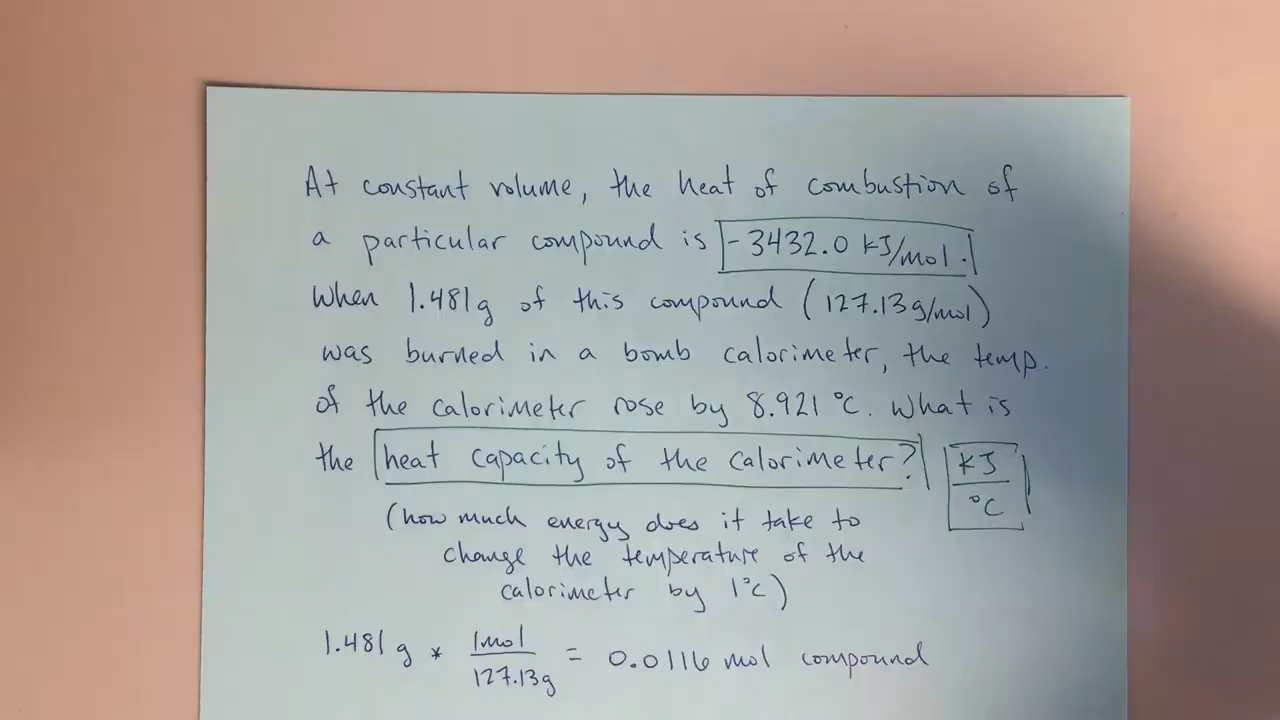 At constant volume, the heat of combustion of
a particular compound is -3432.0 kJ/mol.
When 1.481g of this compound (127.13g/mol)
was burned in a bomb calorimeter, the temp.
of the calorimeter rose by 8.921 °C. What is
the heat capacity of the calorimeter? kJ/°C
(how much energy does it take to
change the temperature of the
calorimeter by 1°C)
1.481 g * 1mol/127.13g = 0.0116 mol compound